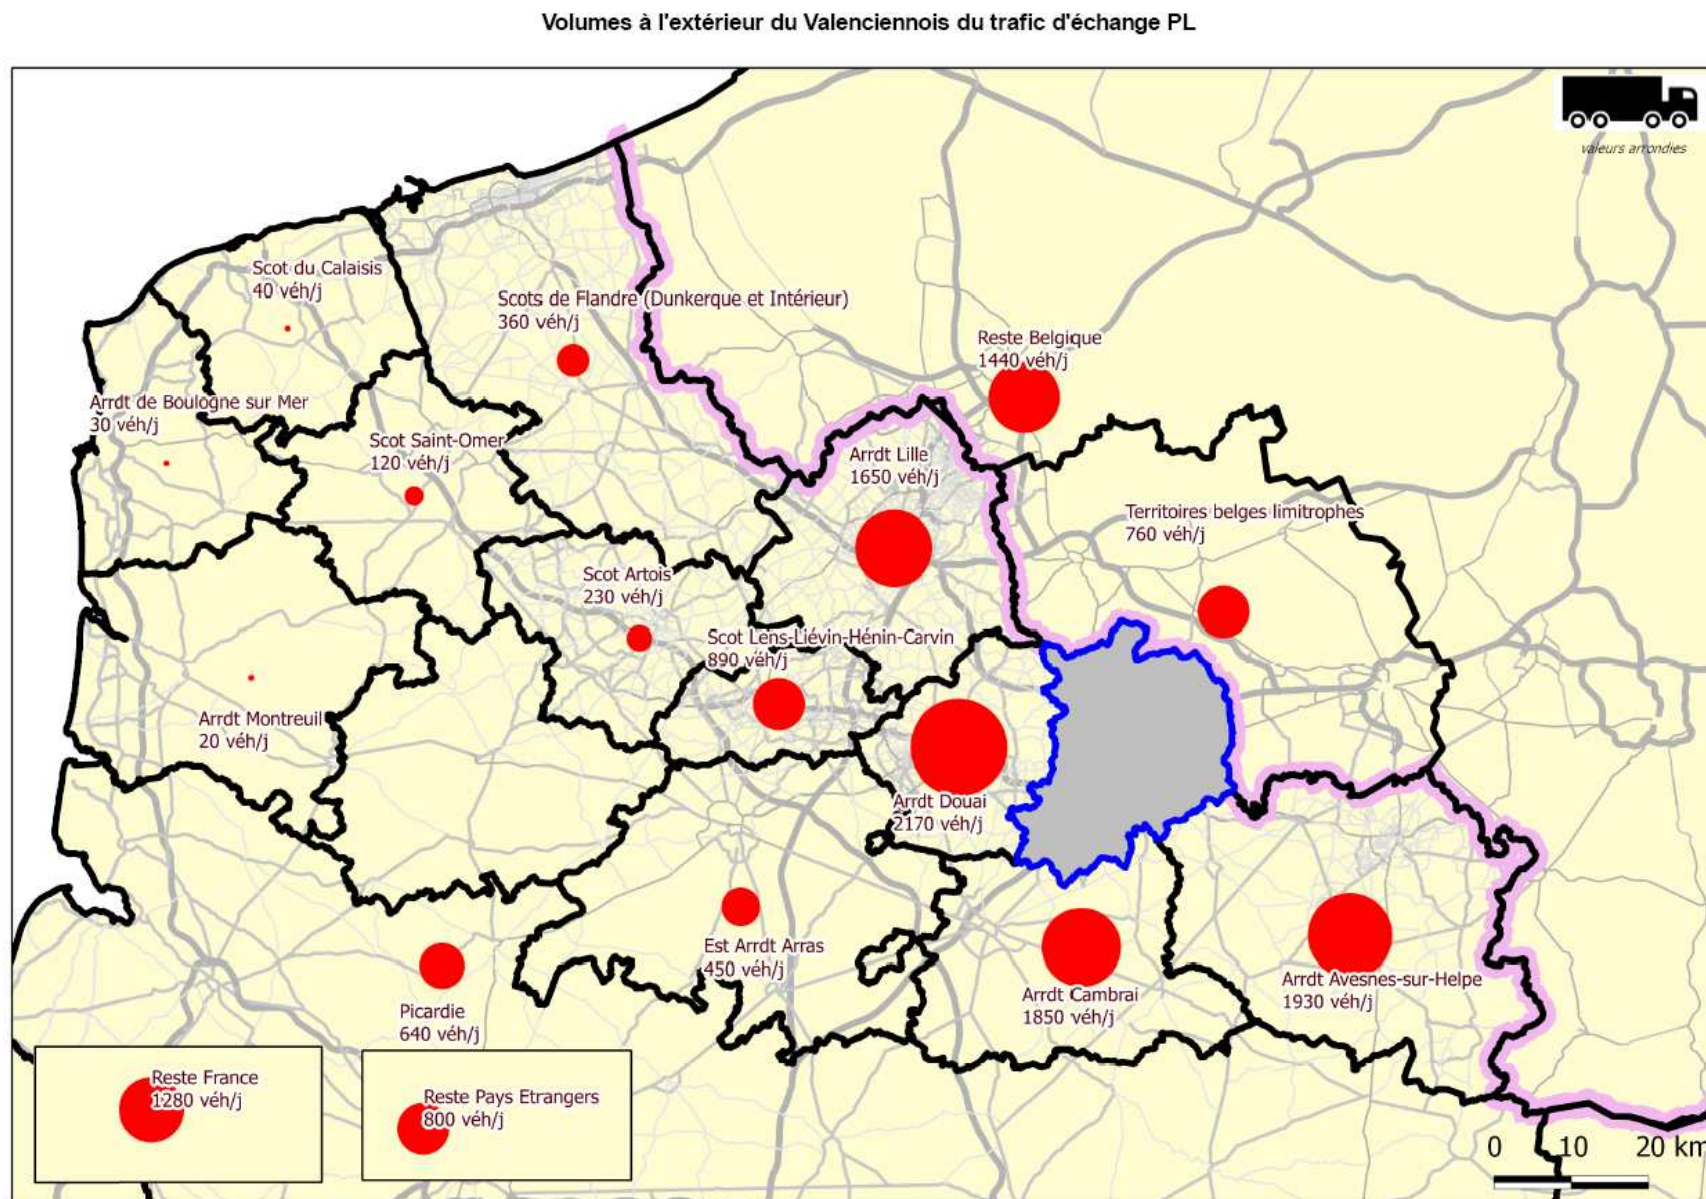 Volumes à l'extérieur du Valenciennois du trafic d'échange PL
valeurs arrondies
Scot du Calaisis
40 véh/j
Scots de Flandre (Dunkerque et Intérieur)
360 véh/j
Reste Belgique
1440 véh/j
Arrdt de Boulogne sur Mer
30 véh/j
Scot Saint-Omer
120 véh/j
Arrdt Lille
1650 véh/j
Territoires belges limitrophes
760 véh/j
Scot Artois
230 véh/j
Scot Lens-Liévin-Hénin-Carvin
890 véh/j
Arrdt Montreuil
20 véh/j
Arrdt Douai
2170 véh/j
Est Arrdt Arras
450 véh/j
Arrdt Cambrai
1850 véh/j
Arrdt Avesnes-sur-Helpe
1930 véh/j
Picardie
640 véh/j
Reste France
1280 véh/j
Reste Pays Etrangers
800 véh/j
0 10 20 km